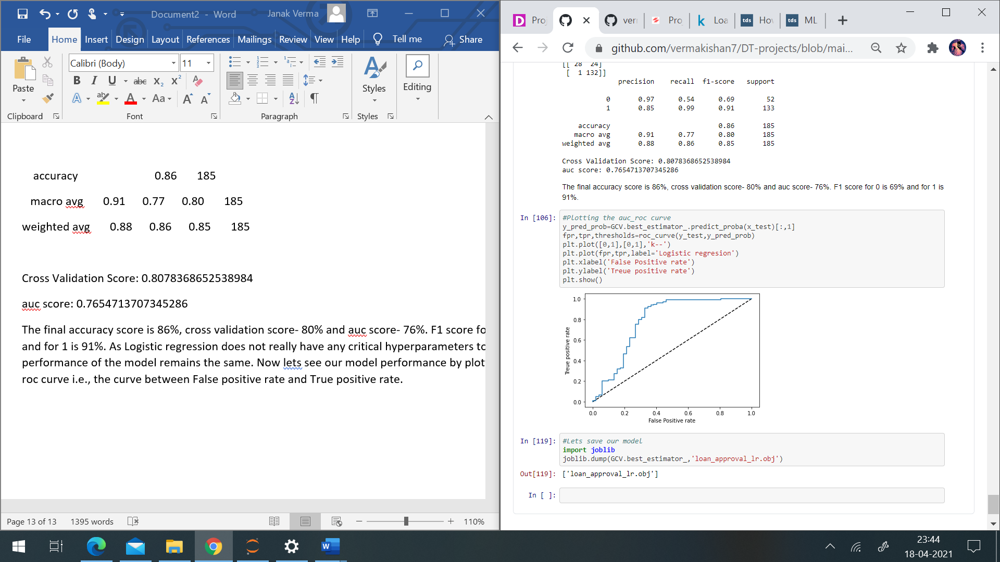 Document2 - Word
Janak Verma
File Home Insert Design Layout References Mailings Review View Help Tell me Share
Paste
Calibri (Body) 11
B I U abc X2 X2
A aby A Aa A A
Styles
Editing
Clipboard Font Paragraph Styles
accuracy 0.86 185
macro avg 0.91 0.77 0.80 185
weighted avg 0.88 0.86 0.85 185
Cross Validation Score: 0.8078368652538984
auc score: 0.7654713707345286
The final accuracy score is 86%, cross validation score- 80% and auc score- 76%. F1 score fo
and for 1 is 91%. As Logistic regression does not really have any critical hyperparameters to
performance of the model remains the same. Now lets see our model performance by plot
roc curve i.e., the curve between False positive rate and True positive rate.
Page 13 of 13 1395 words 110%
D Proj ver Pro k Loa tds Hov tds ML
github.com/vermakishan7/DT-projects/blob/mai...
[[ 28 24]
[ 1 132]]
precision recall f1-score support
0 0.97 0.54 0.69 52
1 0.85 0.99 0.91 133
accuracy 0.86 185
macro avg 0.91 0.77 0.80 185
weighted avg 0.88 0.86 0.85 185
Cross Validation Score: 0.8078368652538984
auc score: 0.7654713707345286
The final accuracy score is 86%, cross validation score- 80% and auc score- 76%. F1 score for 0 is 69% and for 1 is
91%.
In [106]: #Plotting the auc_roc curve
y_pred_prob=GCV.best_estimator_.predict_proba(x_test)[:,1]
fpr,tpr,thresholds=roc_curve(y_test,y_pred_prob)
plt.plot([0,1],[0,1],'k--')
plt.plot(fpr,tpr,label='Logistic regresion')
plt.xlabel('False Positive rate')
plt.ylabel('Treue positive rate')
plt.show()
1.0
0.8
0.6
0.4
0.2
0.0
Treue positive rate
0.0 0.2 0.4 0.6 0.8 1.0
False Positive rate
In [119]: #Lets save our model
import joblib
joblib.dump(GCV.best_estimator_,'loan_approval_lr.obj')
Out[119]: ['loan_approval_lr.obj']
In [ ]:
23:44
18-04-2021